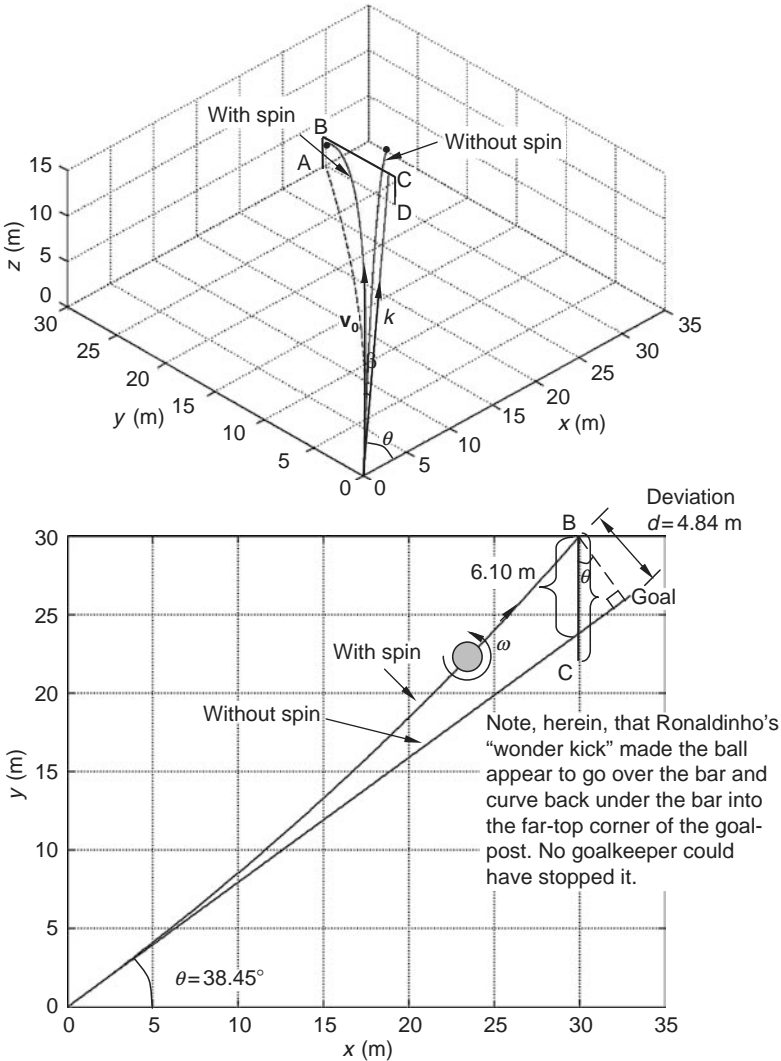 With spin
B
Without spin
A
C
D
15
10
5
0
z (m)
30
25
20
15
10
5
0
y (m)
v₀
k
β
θ
0
5
10
15
20
25
30
35
x (m)
Deviation
d=4.84 m
B
6.10 m
θ
Goal
ω
With spin
C
Without spin
Note, herein, that Ronaldinho's
“wonder kick” made the ball
appear to go over the bar and
curve back under the bar into
the far-top corner of the goal-
post. No goalkeeper could
have stopped it.
θ=38.45°
30
25
20
15
10
5
0
y (m)
0
5
10
15
20
25
30
35
x (m)